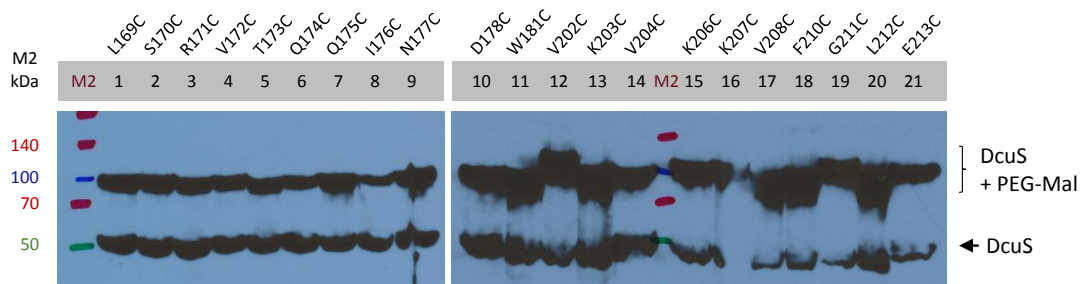 L169C S170C R171C V172C T173C Q174C Q175C I176C N177C D178C W181C V202C K203C V204C K206C K207C V208C F210C G211C L212C E213C
M2
kDa M2 1 2 3 4 5 6 7 8 9 10 11 12 13 14 M2 15 16 17 18 19 20 21
140
100
70
50
DcuS
+ PEG-Mal
DcuS